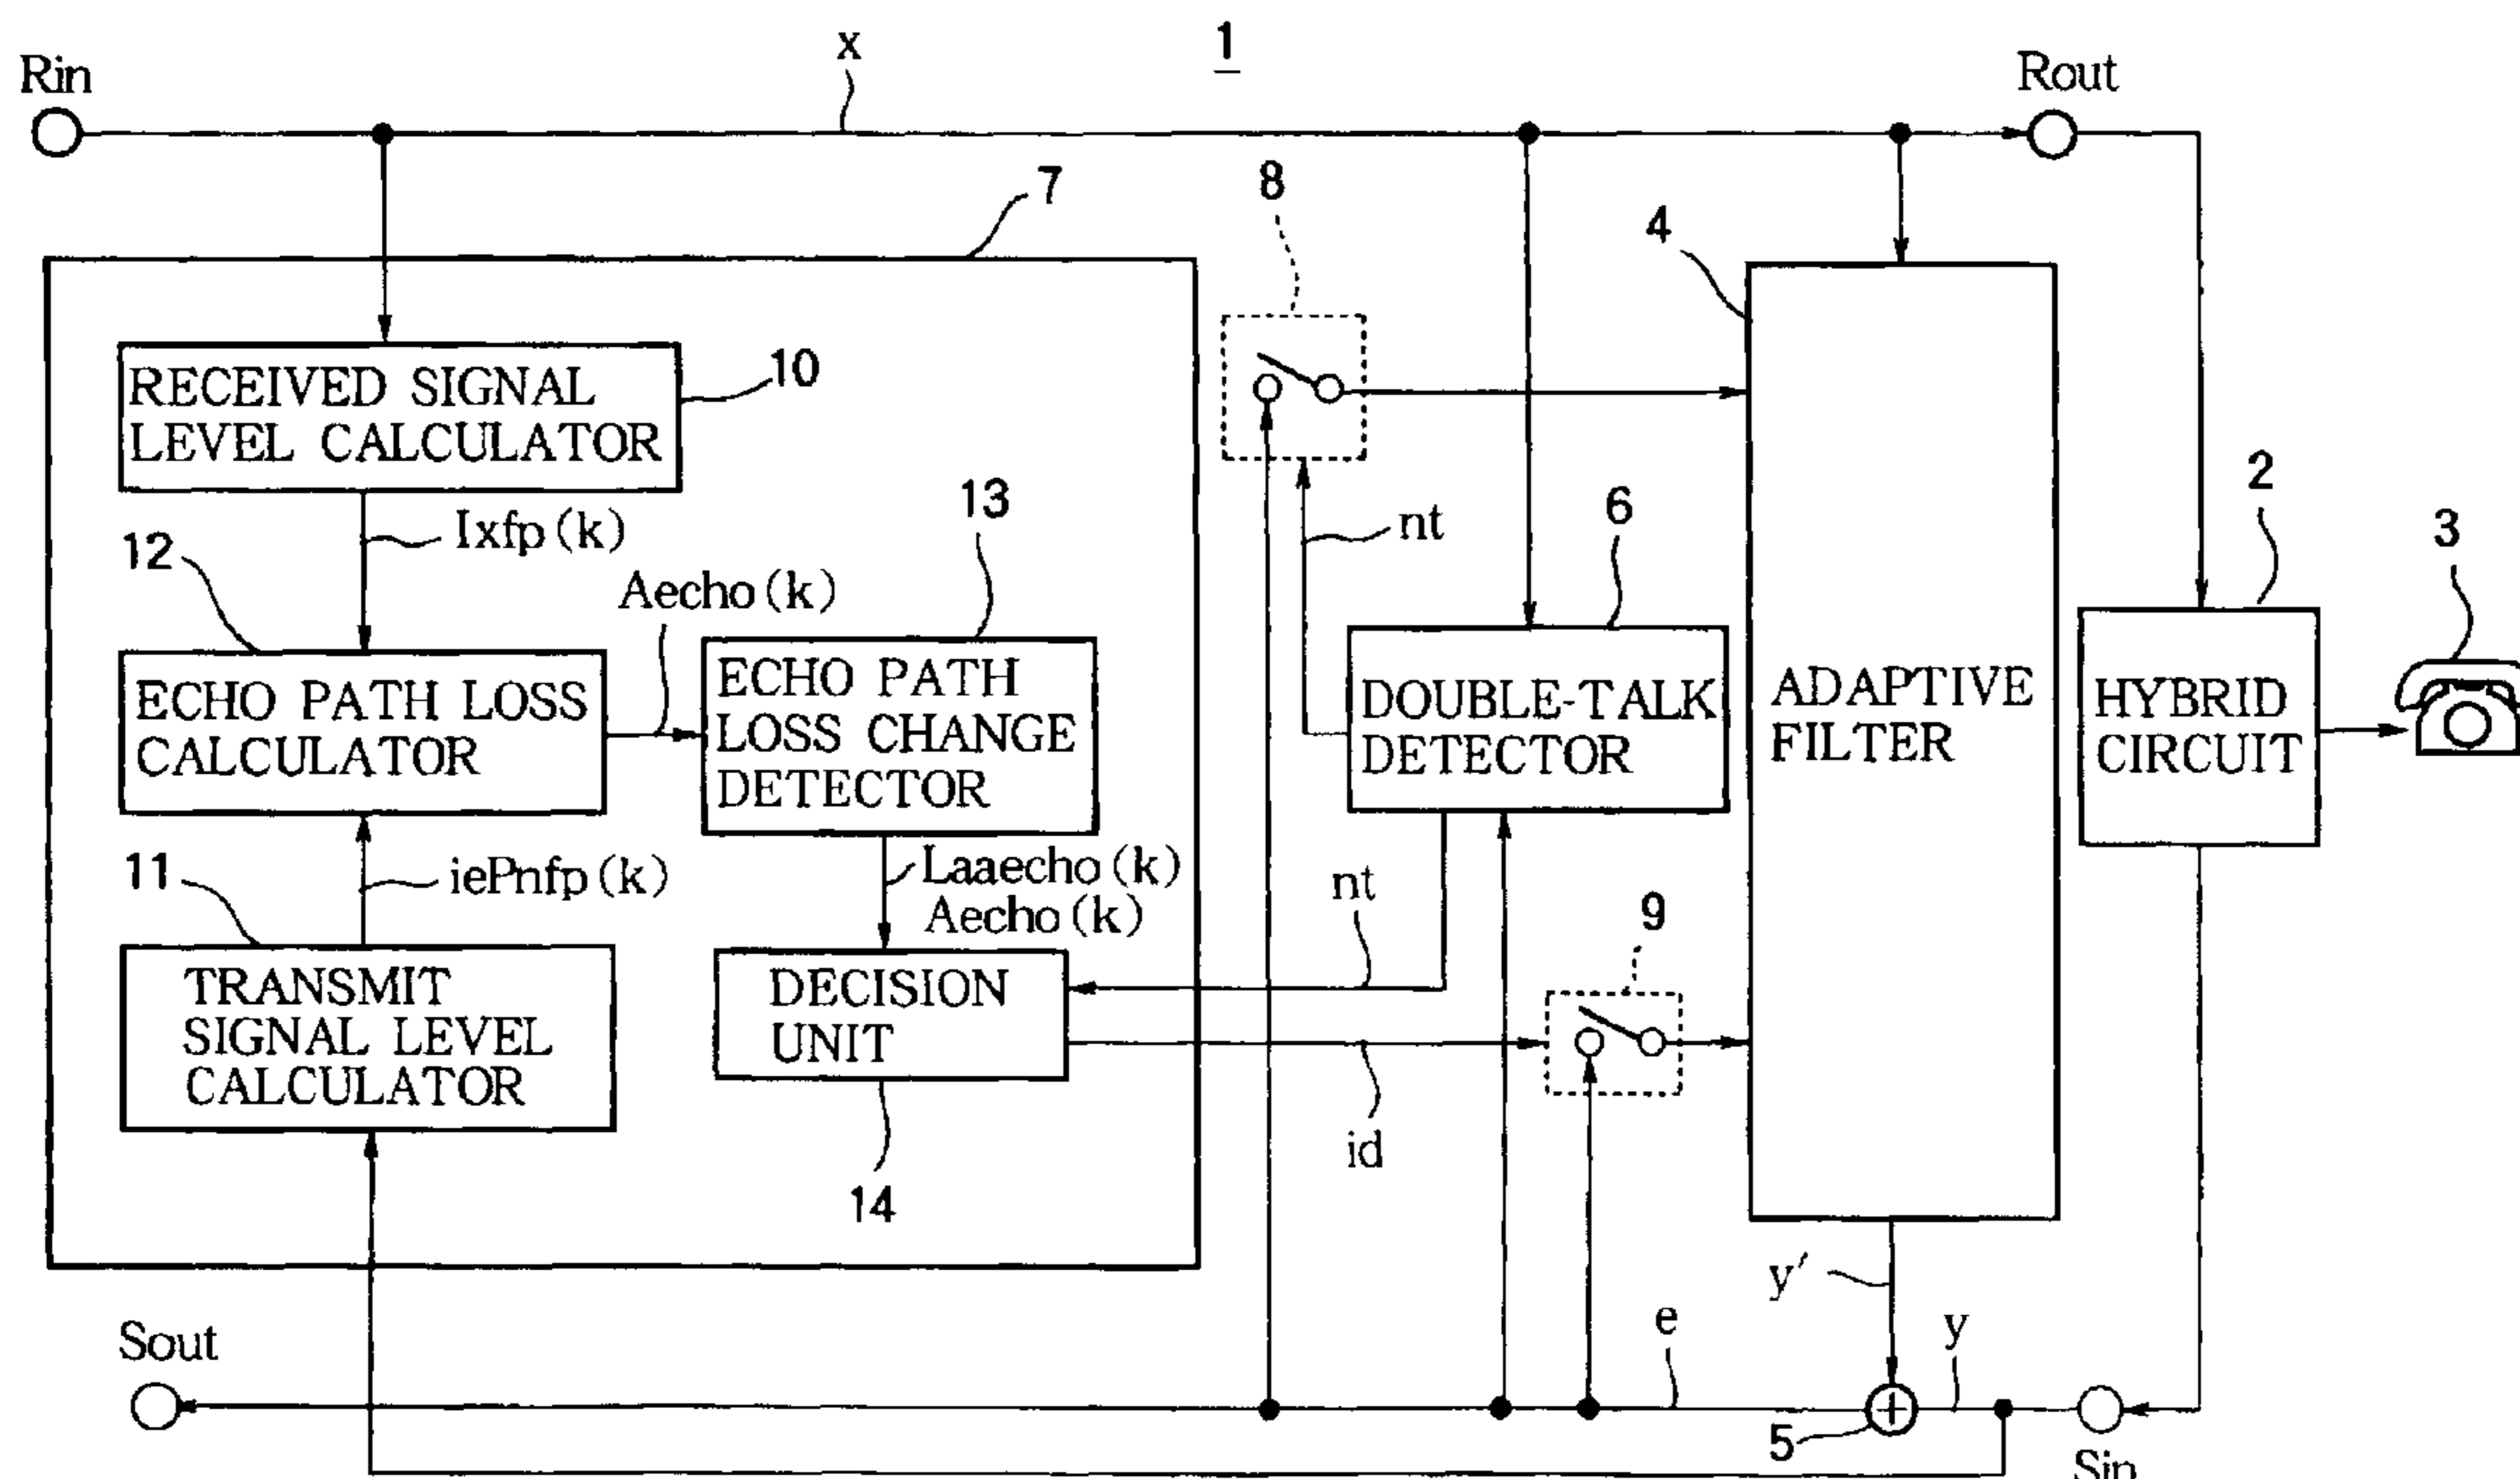 1
x
Rin
Rout
7
8
4
RECEIVED SIGNAL
LEVEL CALCULATOR
10
Ixfp (k)
12
13
Aecho (k)
nt
6
2
3
ECHO PATH LOSS
CALCULATOR
ECHO PATH
LOSS CHANGE
DETECTOR
DOUBLE-TALK
DETECTOR
ADAPTIVE
FILTER
HYBRID
CIRCUIT
11
iePnfp (k)
Laaecho (k)
Aecho (k)
nt
9
TRANSMIT
SIGNAL LEVEL
CALCULATOR
DECISION
UNIT
id
14
y′
e
y
Sout
5
Sin